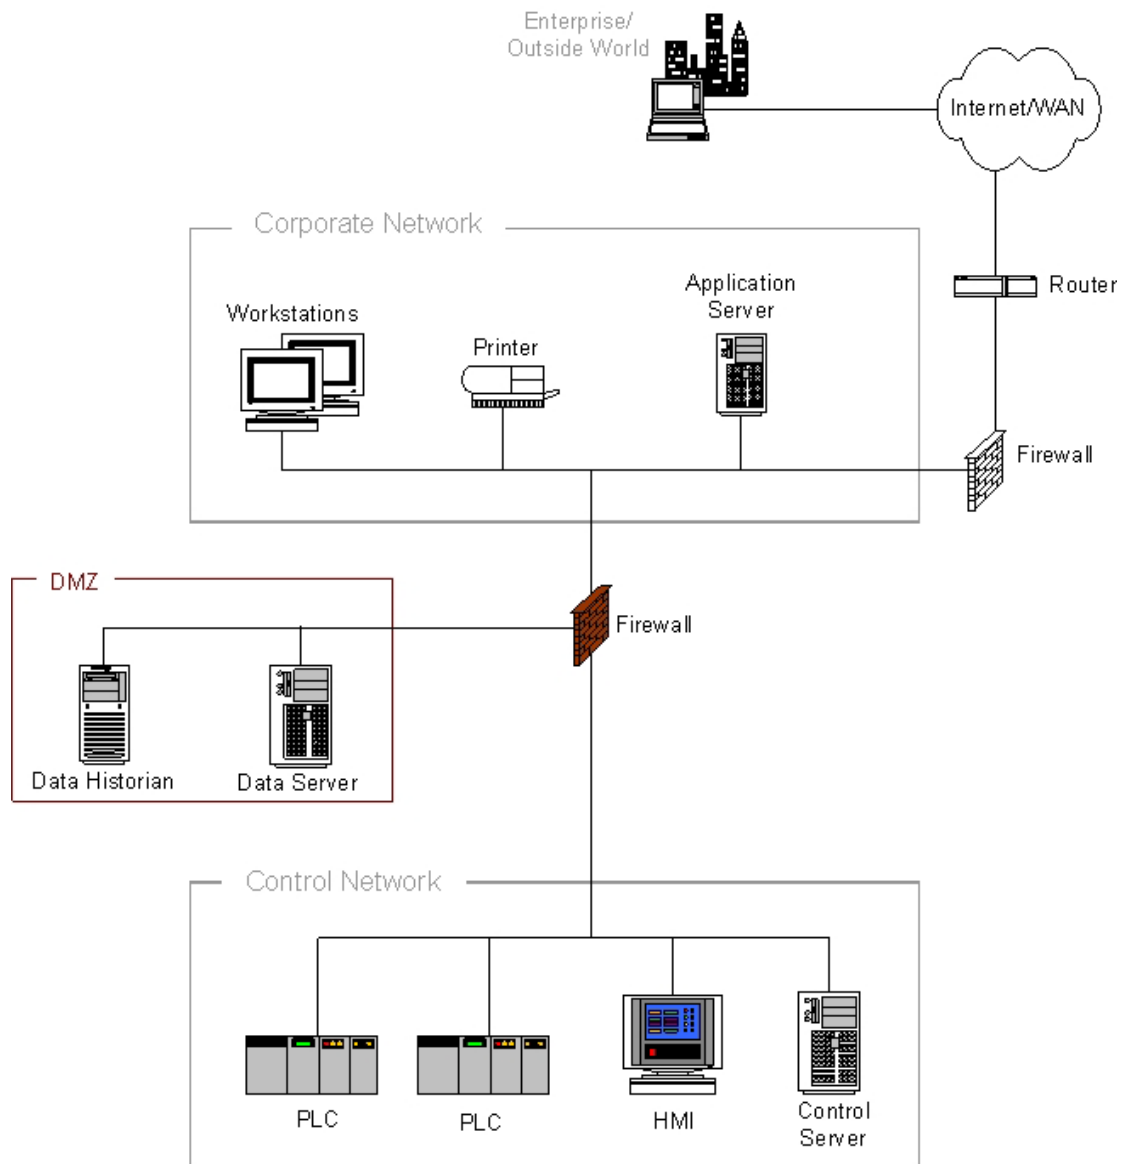 Enterprise/
Outside World
Internet/WAN
Corporate Network
Router
Application
Server
Workstations
Printer
Firewall
DMZ
Firewall
Data Historian
Data Server
Control Network
PLC
PLC
HMI
Control
Server